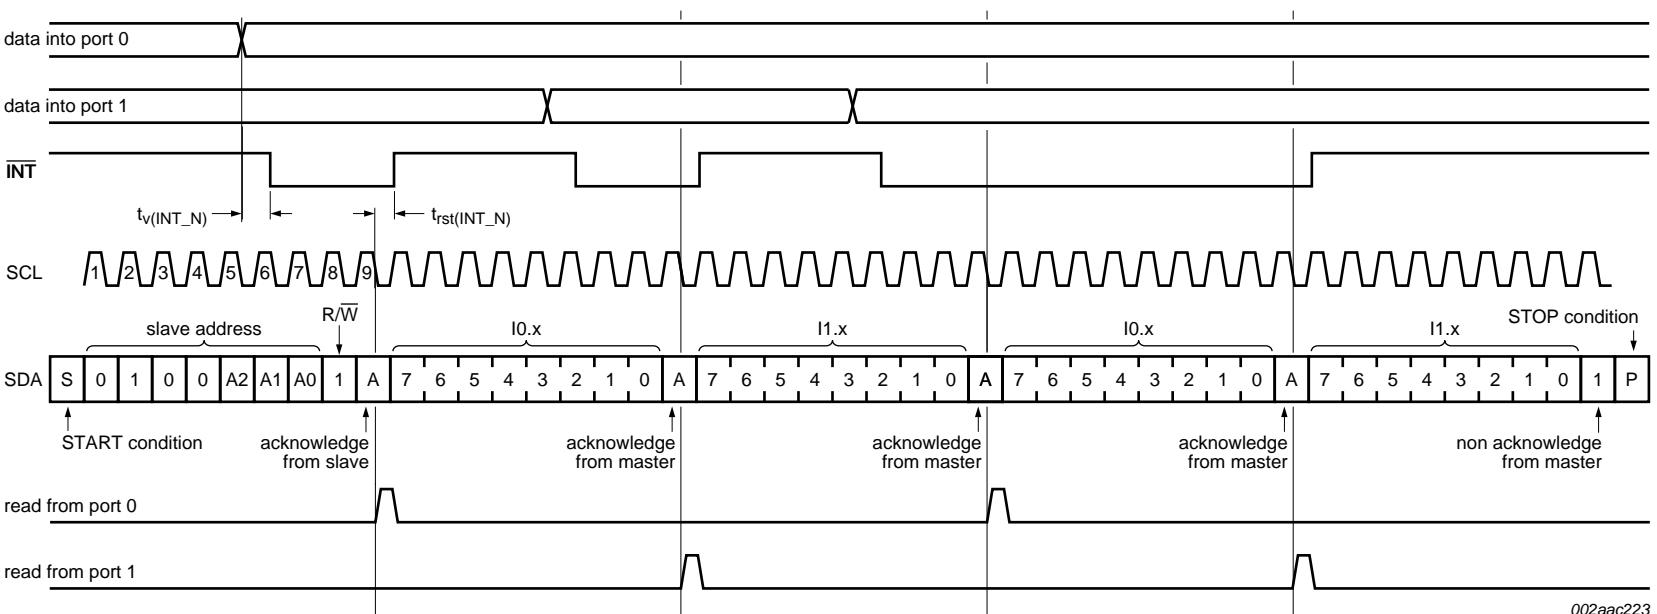 data into port 0
data into port 1
INT
tv(INT_N)
trst(INT_N)
SCL
1 2 3 4 5 6 7 8 9
R/W
slave address
I0.x
I1.x
I0.x
I1.x
STOP condition
SDA S 0 1 0 0 A2 A1 A0 1 A 7 6 5 4 3 2 1 0 A 7 6 5 4 3 2 1 0 A 7 6 5 4 3 2 1 0 A 7 6 5 4 3 2 1 0 1 P
START condition
acknowledge
from slave
acknowledge
from master
acknowledge
from master
acknowledge
from master
non acknowledge
from master
read from port 0
read from port 1
002aac223